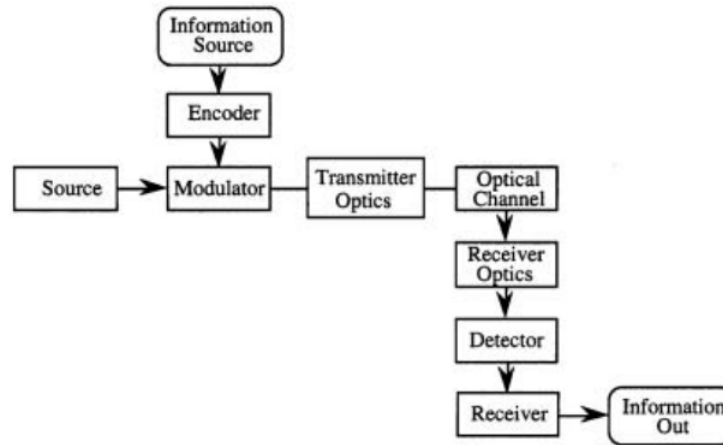 Information
Source
Encoder
Source
Modulator
Transmitter
Optics
Optical
Channel
Receiver
Optics
Detector
Receiver
Information
Out